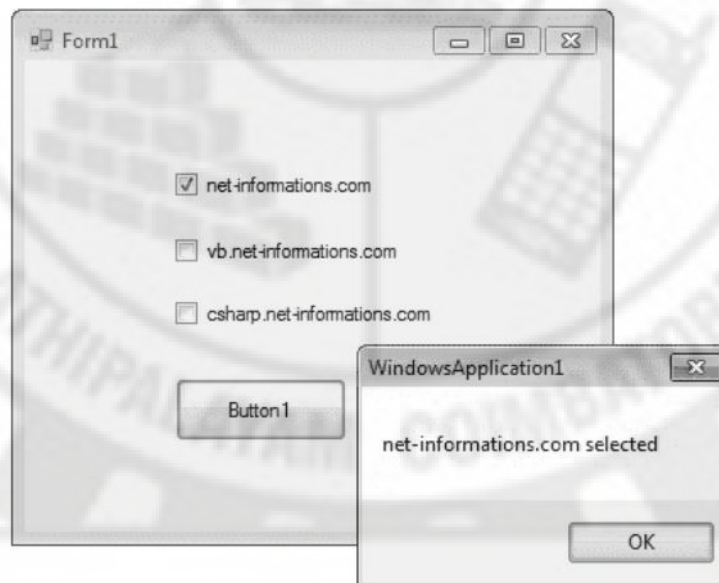 Form1
net-informations.com
vb.net-informations.com
csharp.net-informations.com
Button1
WindowsApplication1
net-informations.com selected
OK